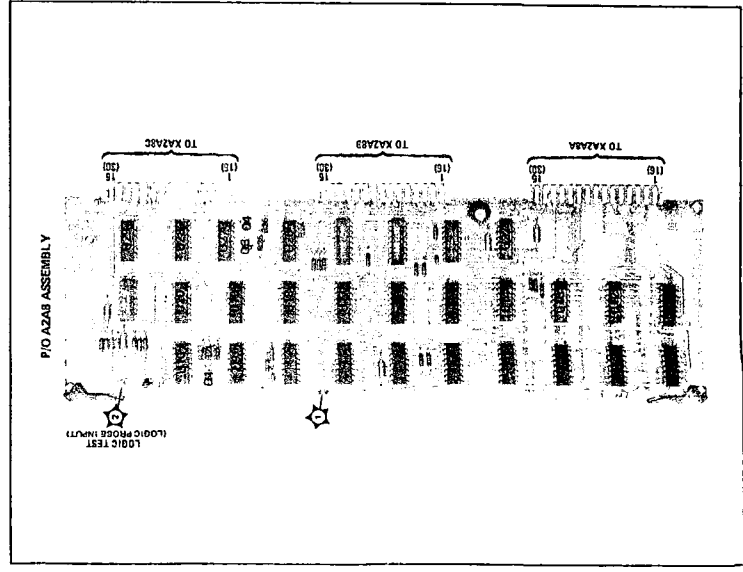 P/O A2A8 ASSEMBLY
TO XA2A8C
(30)
15
(16)
1
TO XA2A8B
(30)
15
(16)
1
TO XA2A8A
(30)
15
(16)
1
2
LOGIC TEST
(LOGIC PROBE INPUT)
1